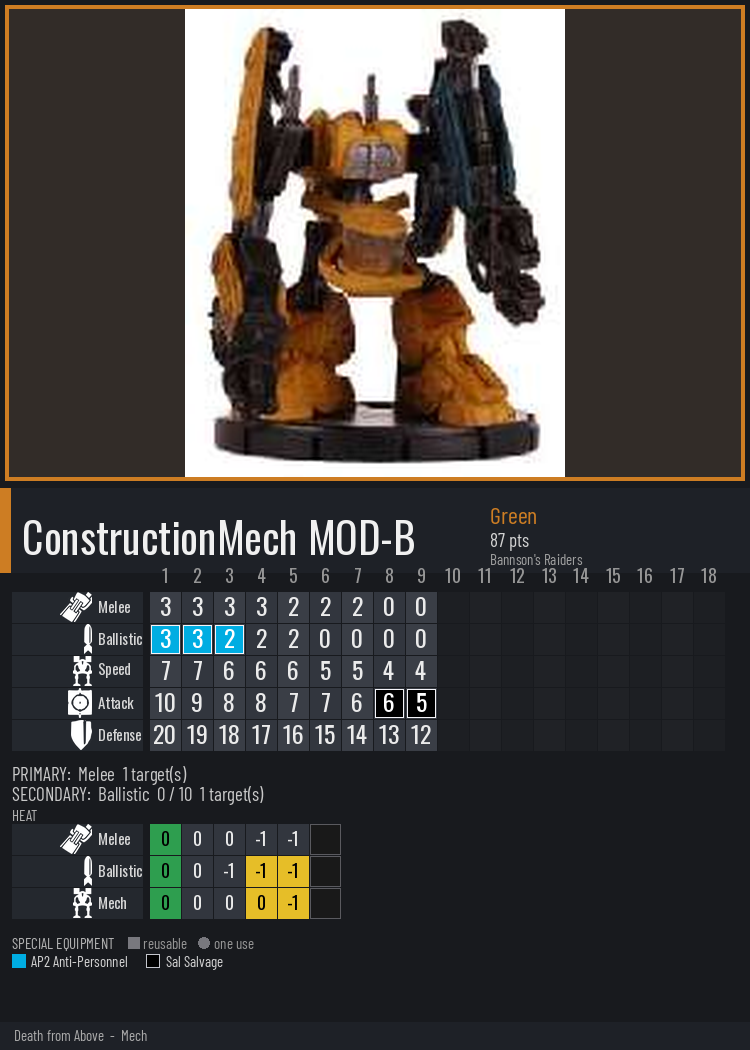 ConstructionMech MOD-B
Green
87 pts
Bannson's Raiders
1 2 3 4 5 6 7 8 9 10 11 12 13 14 15 16 17 18
Melee 3 3 3 3 2 2 2 0 0
Ballistic 3 3 2 2 2 0 0 0 0
Speed 7 7 6 6 6 5 5 4 4
Attack 10 9 8 8 7 7 6 6 5
Defense 20 19 18 17 16 15 14 13 12
PRIMARY: Melee 1 target(s)
SECONDARY: Ballistic 0 / 10 1 target(s)
HEAT
Melee 0 0 0 -1 -1
Ballistic 0 0 -1 -1 -1
Mech 0 0 0 0 -1
SPECIAL EQUIPMENT reusable one use
AP2 Anti-Personnel Sal Salvage
Death from Above - Mech